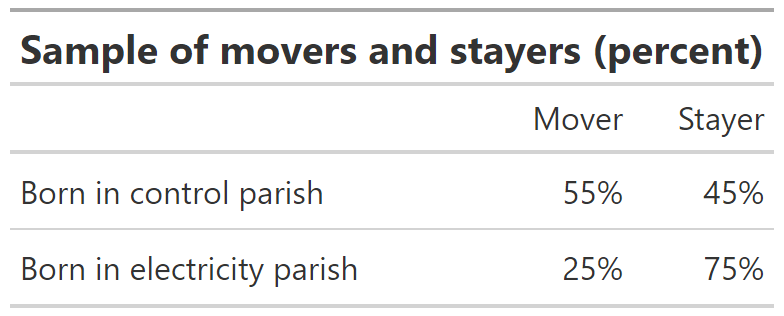 Sample of movers and stayers (percent)
Mover Stayer
Born in control parish 55% 45%
Born in electricity parish 25% 75%